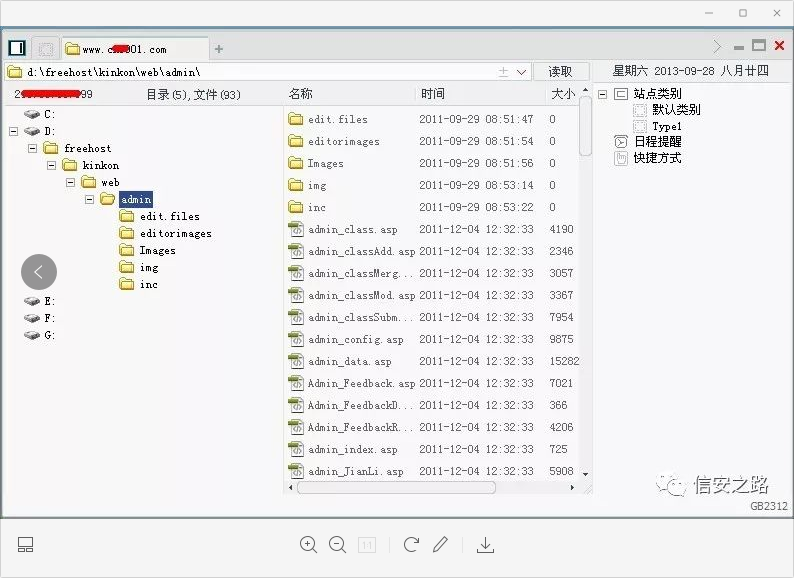 www.c 001. com
d:\freehost\kinkon\web\admin\
读取
星期六 2013-09-28 八月廿四
2 99
目录(5),文件(93)
名称 时间 大小
C:
D:
freehost
kinkon
web
admin
edit.files
editorimages
Images
img
inc
E:
F:
G:
edit.files 2011-09-29 08:51:47 0
editorimages 2011-09-29 08:51:54 0
Images 2011-09-29 08:51:56 0
img 2011-09-29 08:53:14 0
inc 2011-09-29 08:53:22 0
admin_class.asp 2011-12-04 12:32:33 4190
admin_classAdd.asp 2011-12-04 12:32:33 2346
admin_classMerg... 2011-12-04 12:32:33 3057
admin_classMod.asp 2011-12-04 12:32:33 3367
admin_classSubm... 2011-12-04 12:32:33 7954
admin_config.asp 2011-12-04 12:32:33 9875
admin_data.asp 2011-12-04 12:32:33 15282
Admin_Feedback.asp 2011-12-04 12:32:33 7021
Admin_FeedbackD... 2011-12-04 12:32:33 366
Admin_FeedbackR... 2011-12-04 12:32:33 4206
admin_index.asp 2011-12-04 12:32:33 725
admin_JianLi.asp 2011-12-04 12:32:33 5908
站点类别
默认类别
Type1
日程提醒
快捷方式
信安之路
GB2312
1:1